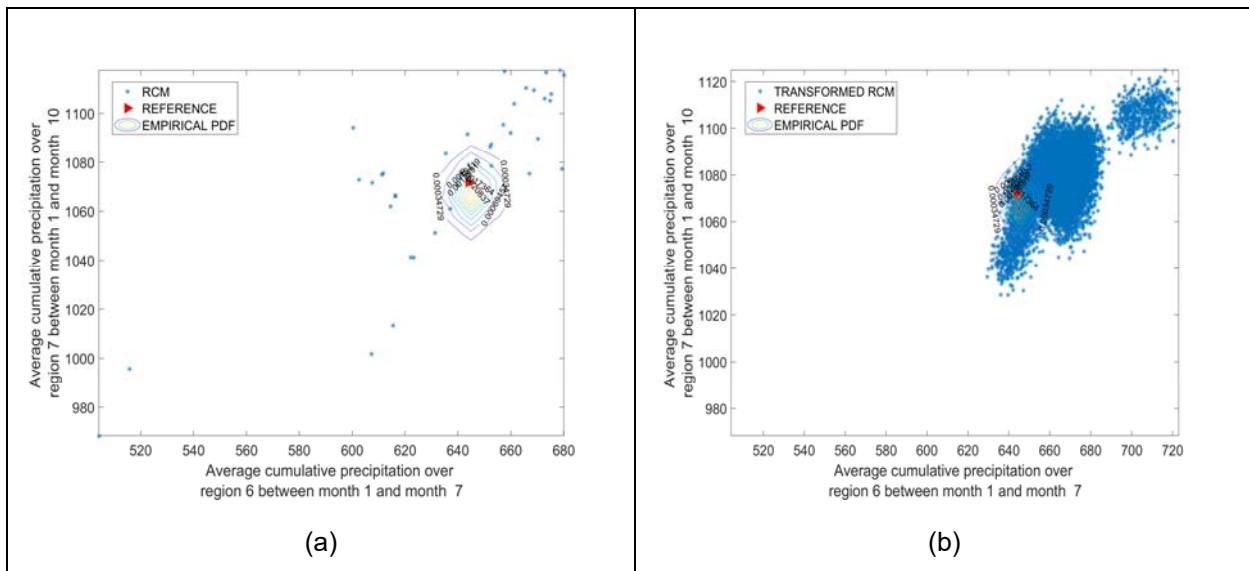 RCM
REFERENCE
EMPIRICAL PDF
1100
1080
1060
1040
1020
1000
980
0.00034729
0.00034729
520 540 560 580 600 620 640 660 680
Average cumulative precipitation over
region 7 between month 1 and month 10
Average cumulative precipitation over
region 6 between month 1 and month 7
(a)
TRANSFORMED RCM
REFERENCE
EMPIRICAL PDF
1120
1100
1080
1060
1040
1020
1000
980
0.00034729
520 540 560 580 600 620 640 660 680 700 720
Average cumulative precipitation over
region 7 between month 1 and month 10
Average cumulative precipitation over
region 6 between month 1 and month 7
(b)